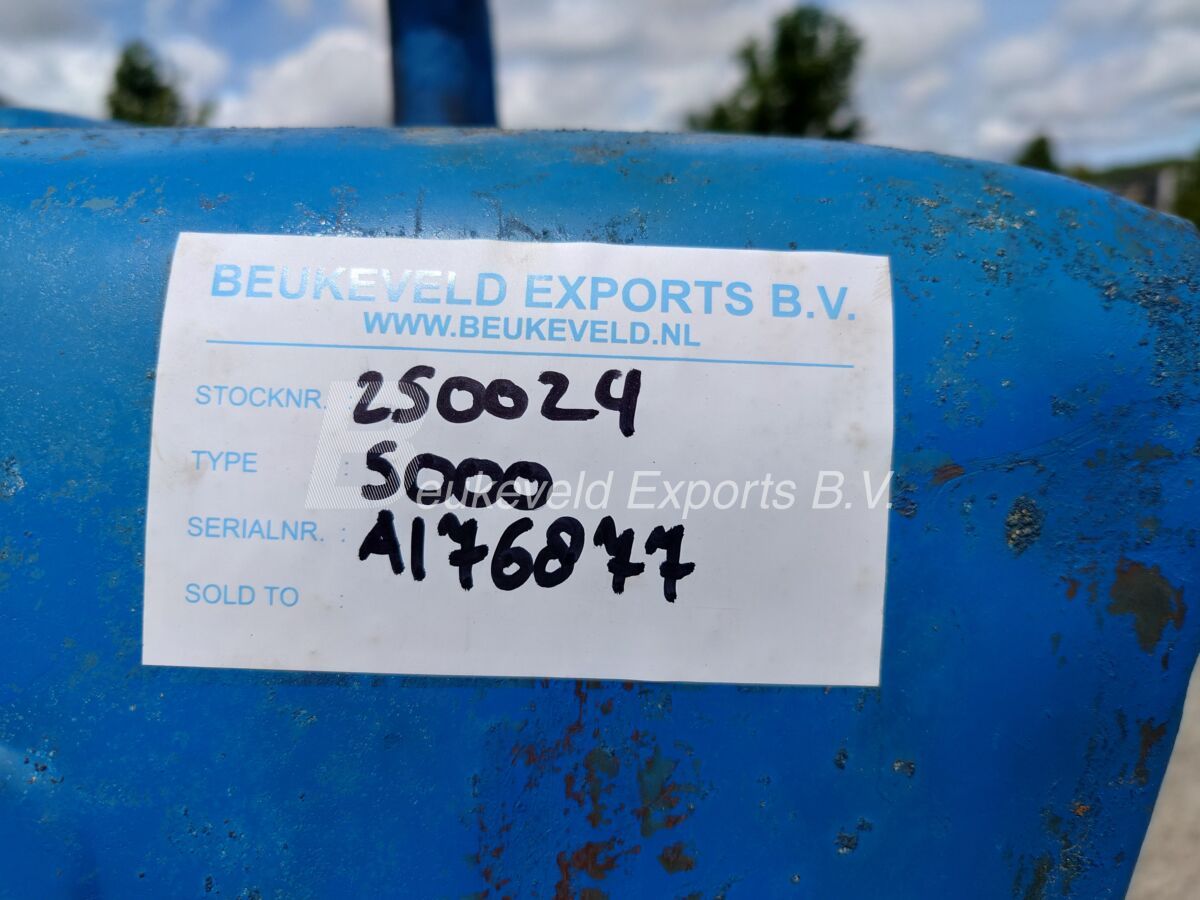 BEUKEVELD EXPORTS B.V.
WWW.BEUKEVELD.NL
STOCKNR. : 250024
TYPE : 5000
Beukeveld Exports B.V.
SERIALNR. : A176877
SOLD TO :